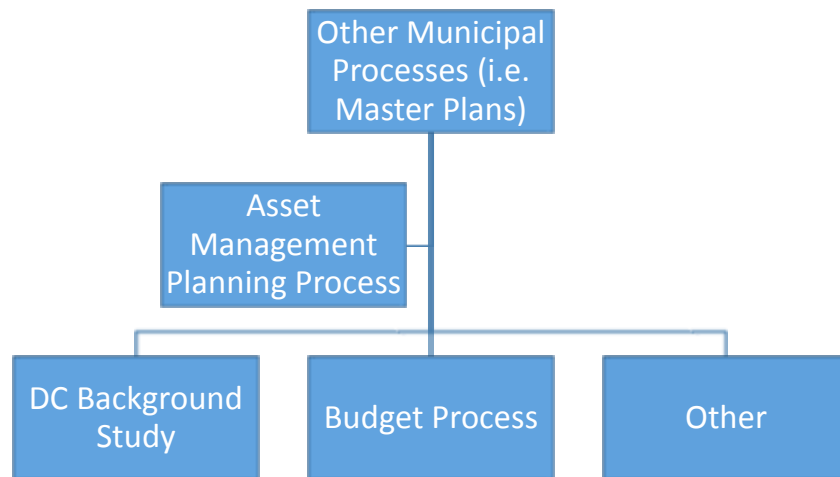 Other Municipal
Processes (i.e.
Master Plans)
Asset
Management
Planning Process
DC Background
Study
Budget Process
Other